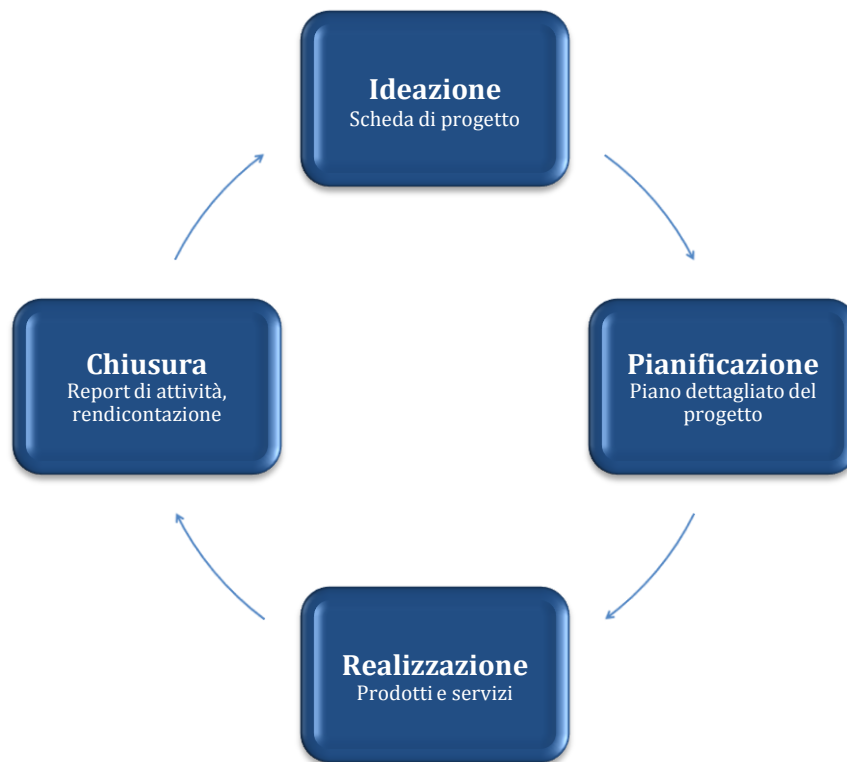 Ideazione
Scheda di progetto
Pianificazione
Piano dettagliato del
progetto
Realizzazione
Prodotti e servizi
Chiusura
Report di attività,
rendicontazione